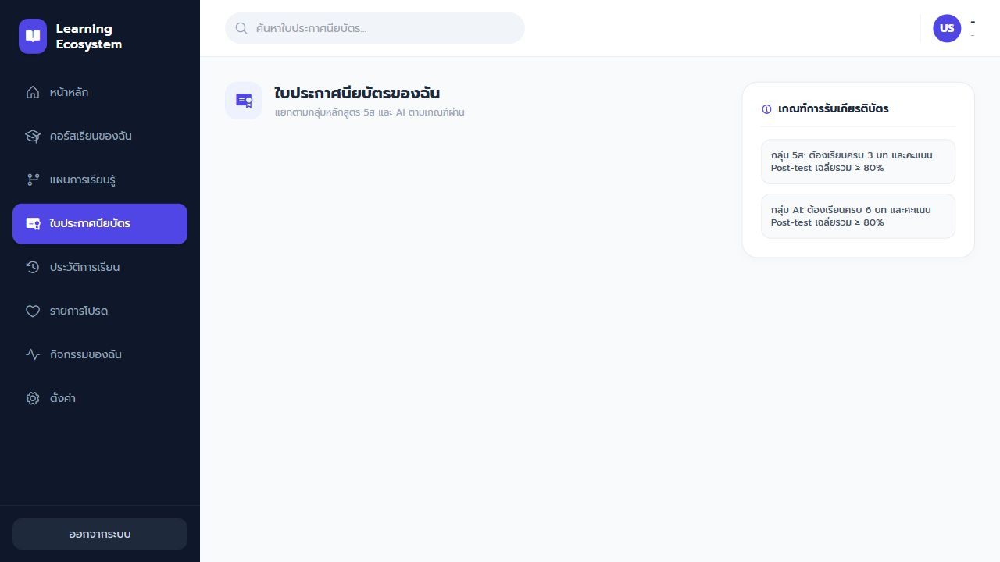 Learning
Ecosystem
หน้าหลัก
คอร์สเรียนของฉัน
แผนการเรียนรู้
ใบประกาศนียบัตร
ประวัติการเรียน
รายการโปรด
กิจกรรมของฉัน
ตั้งค่า
ออกจากระบบ
ค้นหาใบประกาศนียบัตร...
US
-
-
ใบประกาศนียบัตรของฉัน
แยกตามกลุ่มหลักสูตร 5ส และ AI ตามเกณฑ์ผ่าน
เกณฑ์การรับเกียรติบัตร
กลุ่ม 5ส: ต้องเรียนครบ 3 บท และคะแนน
Post-test เฉลี่ยรวม ≥ 80%
กลุ่ม AI: ต้องเรียนครบ 6 บท และคะแนน
Post-test เฉลี่ยรวม ≥ 80%